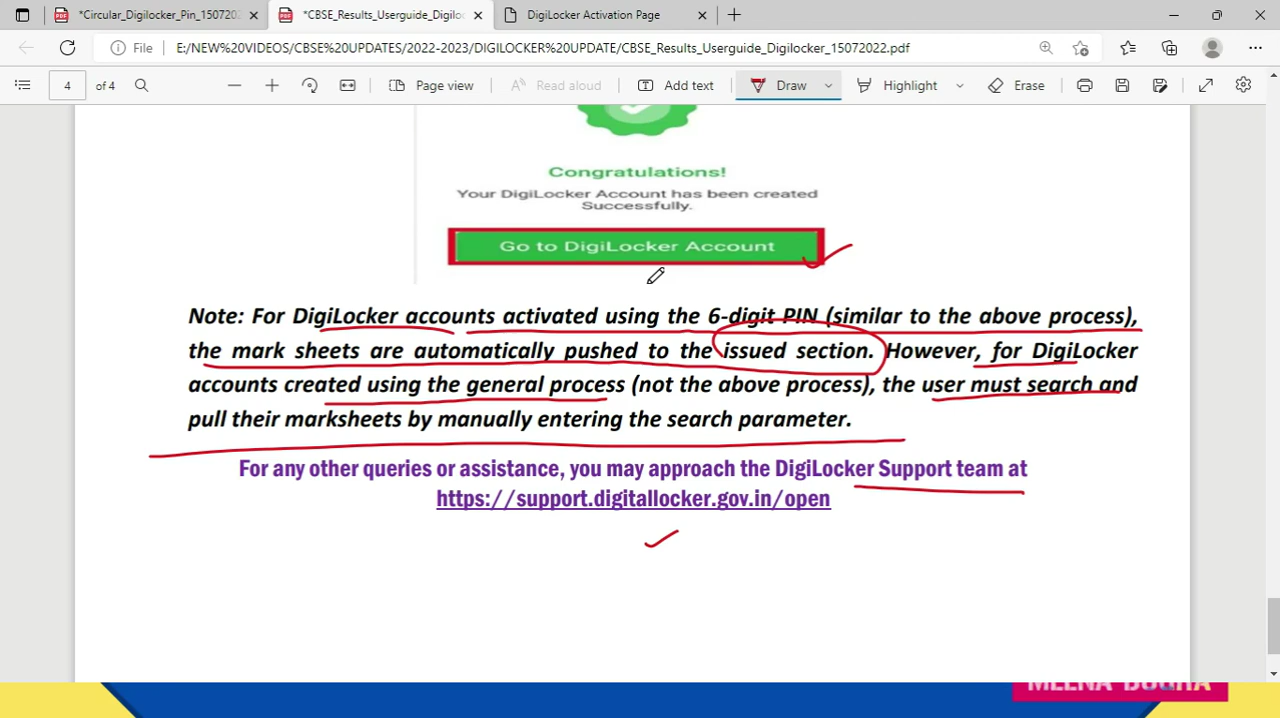 *Circular_Digilocker_Pin_1507202
*CBSE_Results_Userguide_Digiloc
DigiLocker Activation Page
File
E:/NEW%20VIDEOS/CBSE%20UPDATES/2022-2023/DIGILOCKER%20UPDATE/CBSE_Results_Userguide_Digilocker_15072022.pdf
4 of 4
Page view
Read aloud
Add text
Draw
Highlight
Erase
Congratulations!
Your DigiLocker Account has been created
Successfully.
Go to DigiLocker Account
Note: For DigiLocker accounts activated using the 6-digit PIN (similar to the above process),
the mark sheets are automatically pushed to the issued section. However, for DigiLocker
accounts created using the general process (not the above process), the user must search and
pull their marksheets by manually entering the search parameter.
For any other queries or assistance, you may approach the DigiLocker Support team at
https://support.digitallocker.gov.in/open